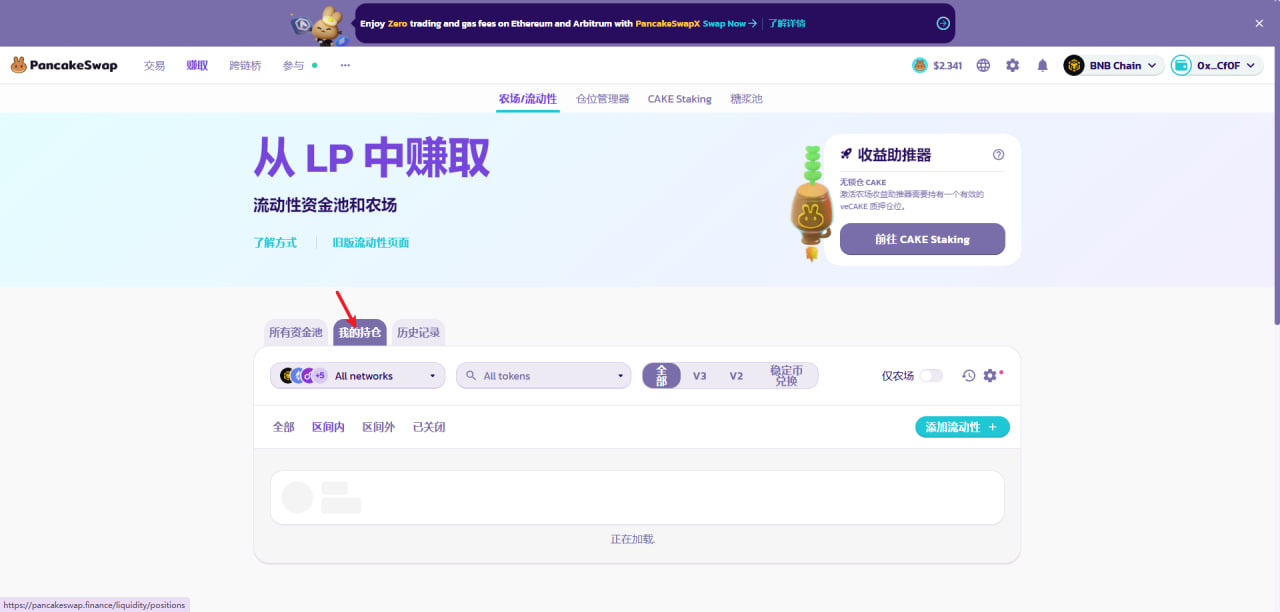 Enjoy Zero trading and gas fees on Ethereum and Arbitrum with PancakeSwapX Swap Now → 了解详情
PancakeSwap 交易 赚取 跨链桥 参与 $2.341 BNB Chain 0x_CfOF
农场/流动性 仓位管理器 CAKE Staking 糖浆池
从 LP 中赚取
流动性资金池和农场
了解方式 旧版流动性页面
收益助推器
无锁仓 CAKE
激活农场收益助推器需要持有一个有效的
veCAKE 质押仓位。
前往 CAKE Staking
所有资金池 我的持仓 历史记录
+5 All networks All tokens 全部 V3 V2 稳定币兑换 仅农场
全部 区间内 区间外 已关闭 添加流动性 +
正在加载.
https://pancakeswap.finance/liquidity/positions